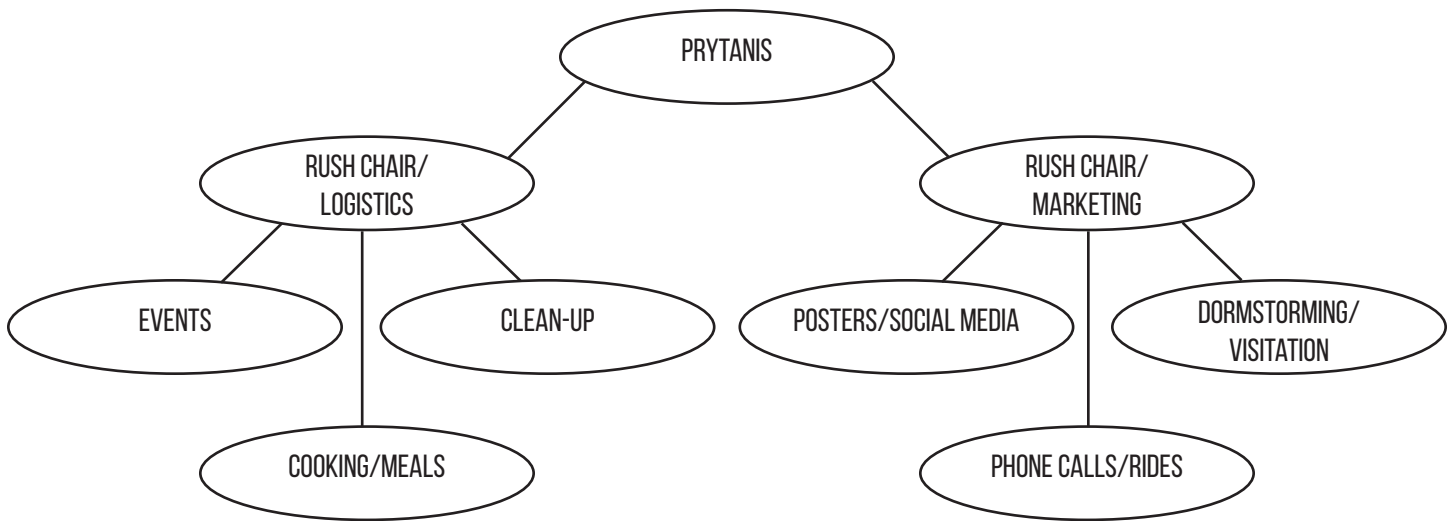 PRYTANIS
RUSH CHAIR/
LOGISTICS
RUSH CHAIR/
MARKETING
EVENTS
CLEAN-UP
POSTERS/SOCIAL MEDIA
DORMSTORMING/
VISITATION
COOKING/MEALS
PHONE CALLS/RIDES